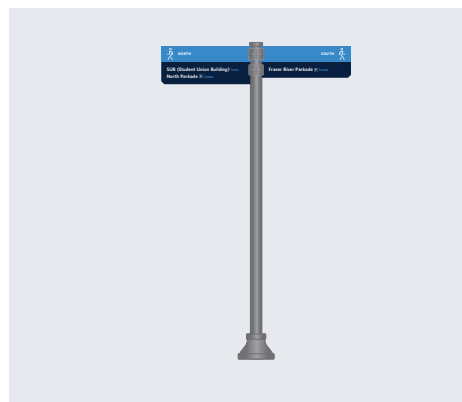 NORTH
SUB (Student Union Building)
North Parkade P
SOUTH
Fraser River Parkade P